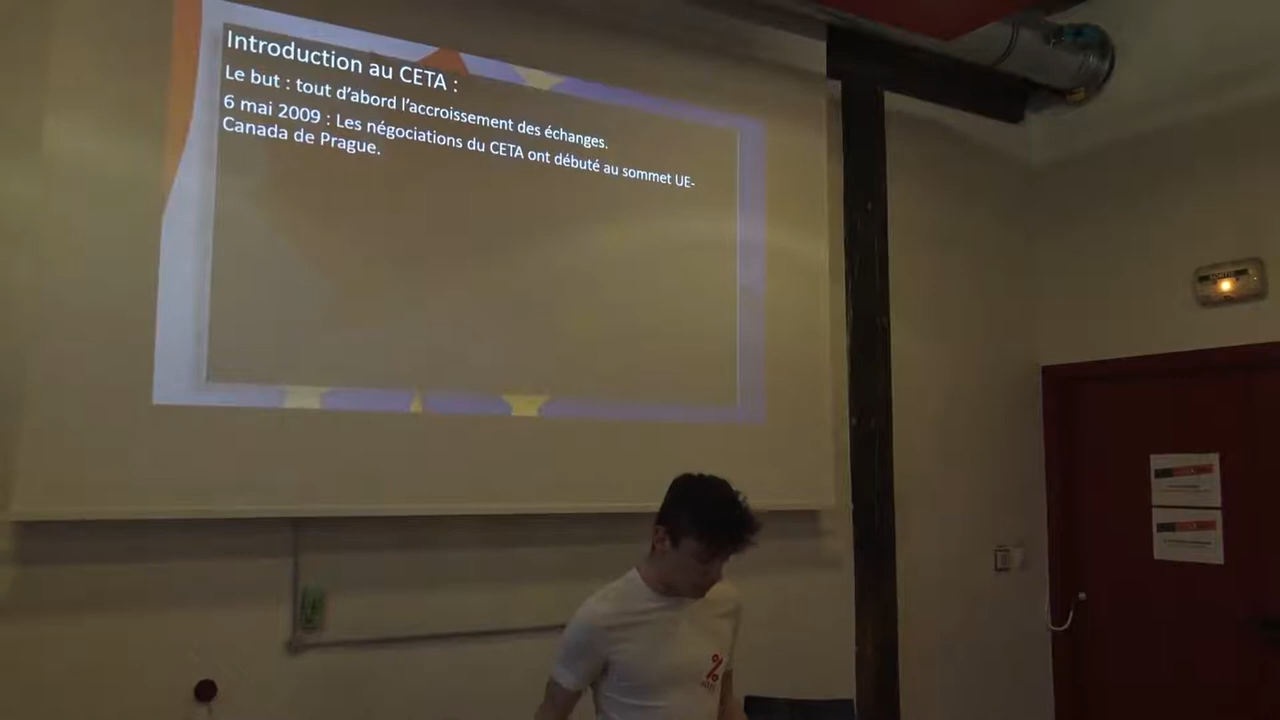 Introduction au CETA :
Le but : tout d'abord l'accroissement des échanges.
6 mai 2009 : Les négociations du CETA ont débuté au sommet UE-
Canada de Prague.
SORTIE
%